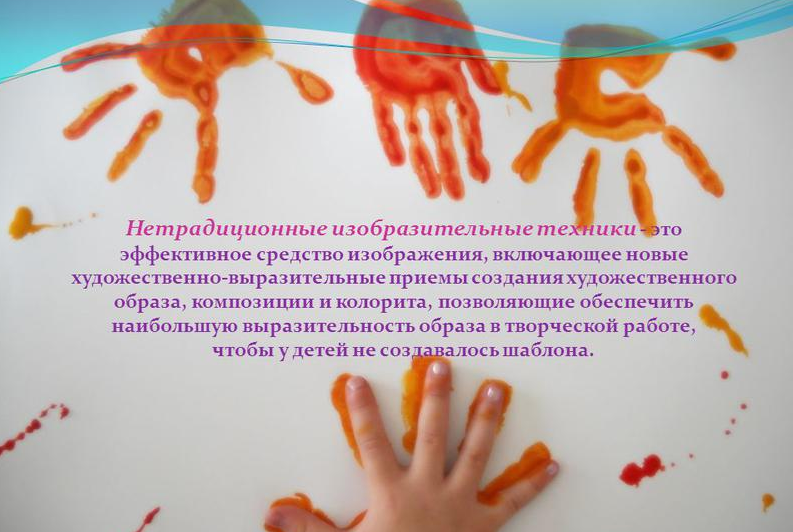 Нетрадиционные изобразительные техники - это
эффективное средство изображения, включающее новые
художественно-выразительные приемы создания художественного
образа, композиции и колорита, позволяющие обеспечить
наибольшую выразительность образа в творческой работе,
чтобы у детей не создавалось шаблона.